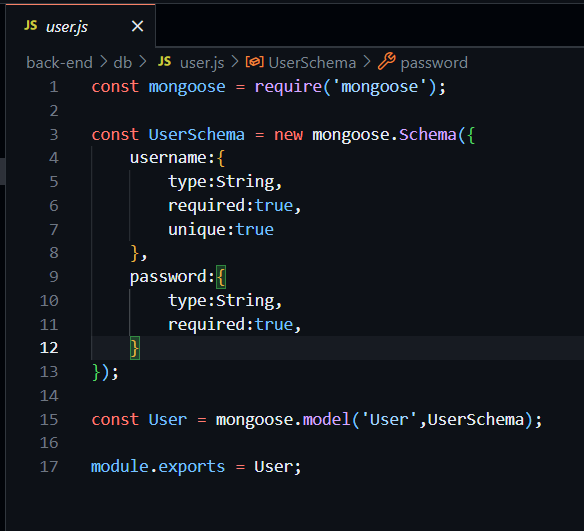 JS user.js ×
back-end > db > JS user.js > UserSchema > password
1 const mongoose = require('mongoose');
2
3 const UserSchema = new mongoose.Schema({
4     username:{
5         type:String,
6         required:true,
7         unique:true
8     },
9     password:{
10         type:String,
11         required:true,
12     }
13 });
14
15 const User = mongoose.model('User',UserSchema);
16
17 module.exports = User;